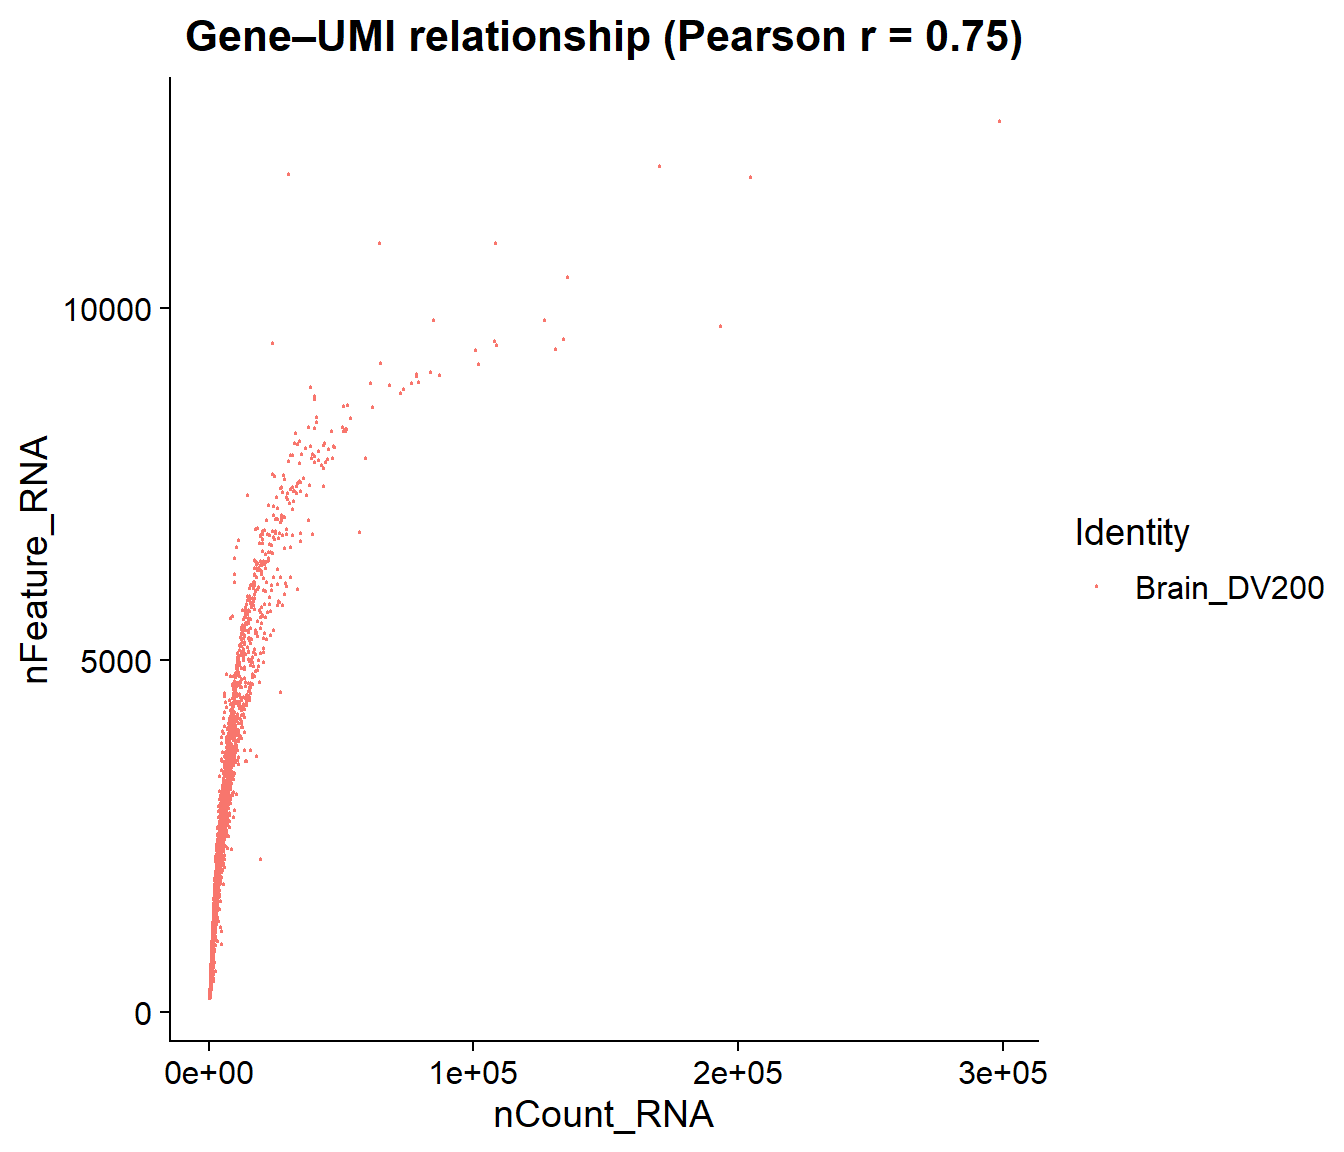 Gene–UMI relationship (Pearson r = 0.75)
nFeature_RNA
10000
5000
0
0e+00 1e+05 2e+05 3e+05
nCount_RNA
Identity
Brain_DV200